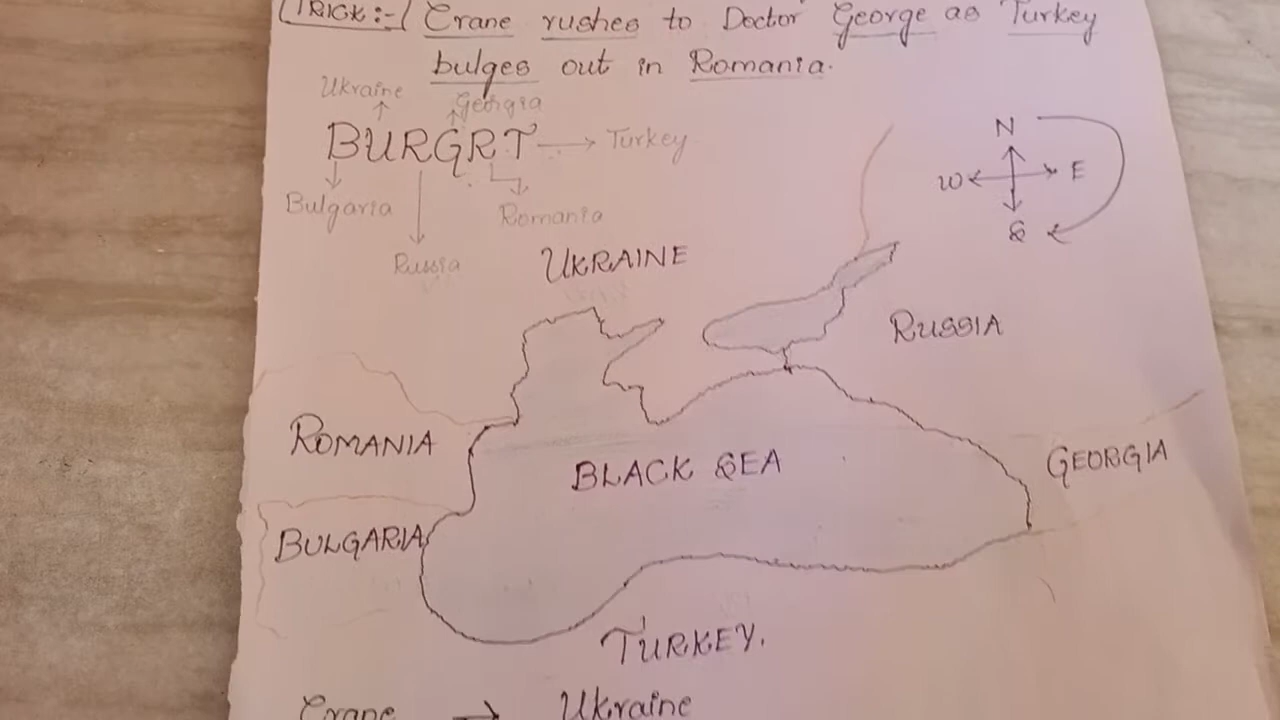 TRICK:- Crane rushes to Doctor George as Turkey
bulges out in Romania.
Ukraine
Georgia
BURGRT
Turkey
Bulgaria
Romania
Russia
N
W
E
S
UKRAINE
RUSSIA
ROMANIA
BLACK SEA
GEORGIA
BULGARIA
TURKEY.
Crane → Ukraine